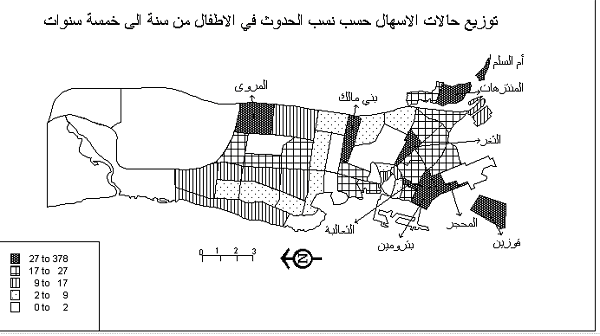 توزيع حالات الاسهال حسب نسب الحدوث في الاطفال من سنة الى خمسة سنوات
أم السلم
المنتزهات
المروى
بني مالك
الثغر
الثعالبة
بترومين
المحجر
قوزين
0 1 2 3
N
27 to 378
17 to 27
9 to 17
2 to 9
0 to 2